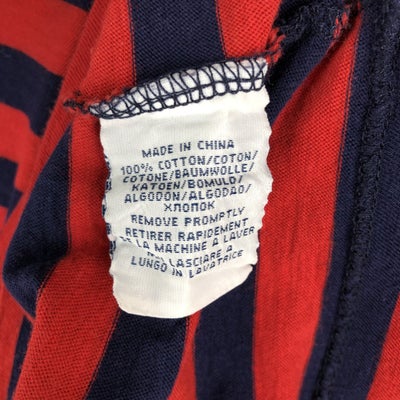 MADE IN CHINA
100% COTTON/COTON/
COTONE/BAUMWOLLE/
KATOEN/BOMULD/
ALGODON/ALGODAO/
ХЛОПОК
REMOVE PROMPTLY
RETIRER RAPIDEMENT
DE LA MACHINE A LAVER
NON LASCIARE A
LUNGO IN LAVATRICE